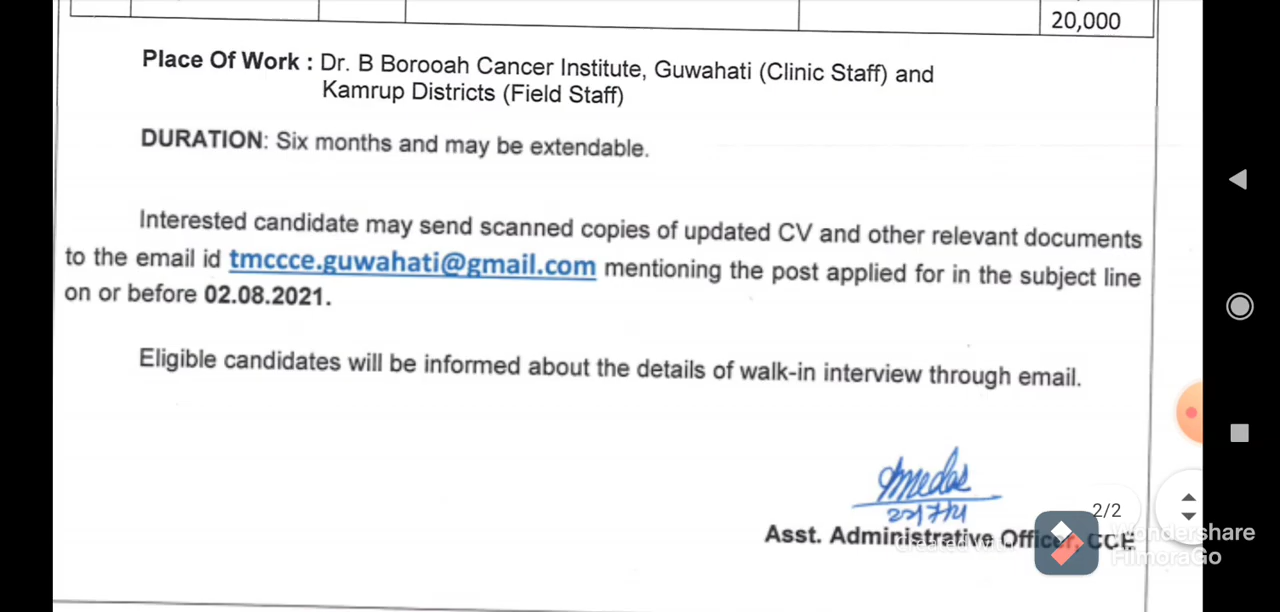 20,000
Place Of Work : Dr. B Borooah Cancer Institute, Guwahati (Clinic Staff) and
Kamrup Districts (Field Staff)
DURATION: Six months and may be extendable.
Interested candidate may send scanned copies of updated CV and other relevant documents
to the email id tmccce.guwahati@gmail.com mentioning the post applied for in the subject line
on or before 02.08.2021.
Eligible candidates will be informed about the details of walk-in interview through email.
2/2
Asst. Administrative Officer, CCE
Created with
Wondershare
FilmoraGo